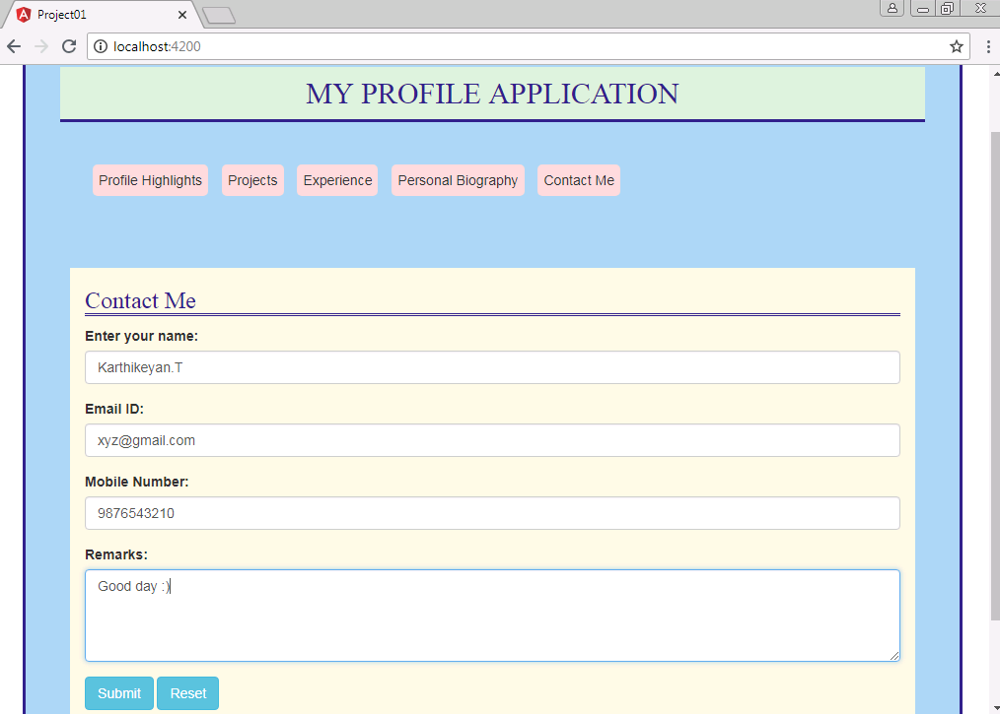 Project01
localhost:4200
MY PROFILE APPLICATION
Profile Highlights Projects Experience Personal Biography Contact Me
Contact Me
Enter your name:
Karthikeyan.T
Email ID:
xyz@gmail.com
Mobile Number:
9876543210
Remarks:
Good day :)
Submit Reset